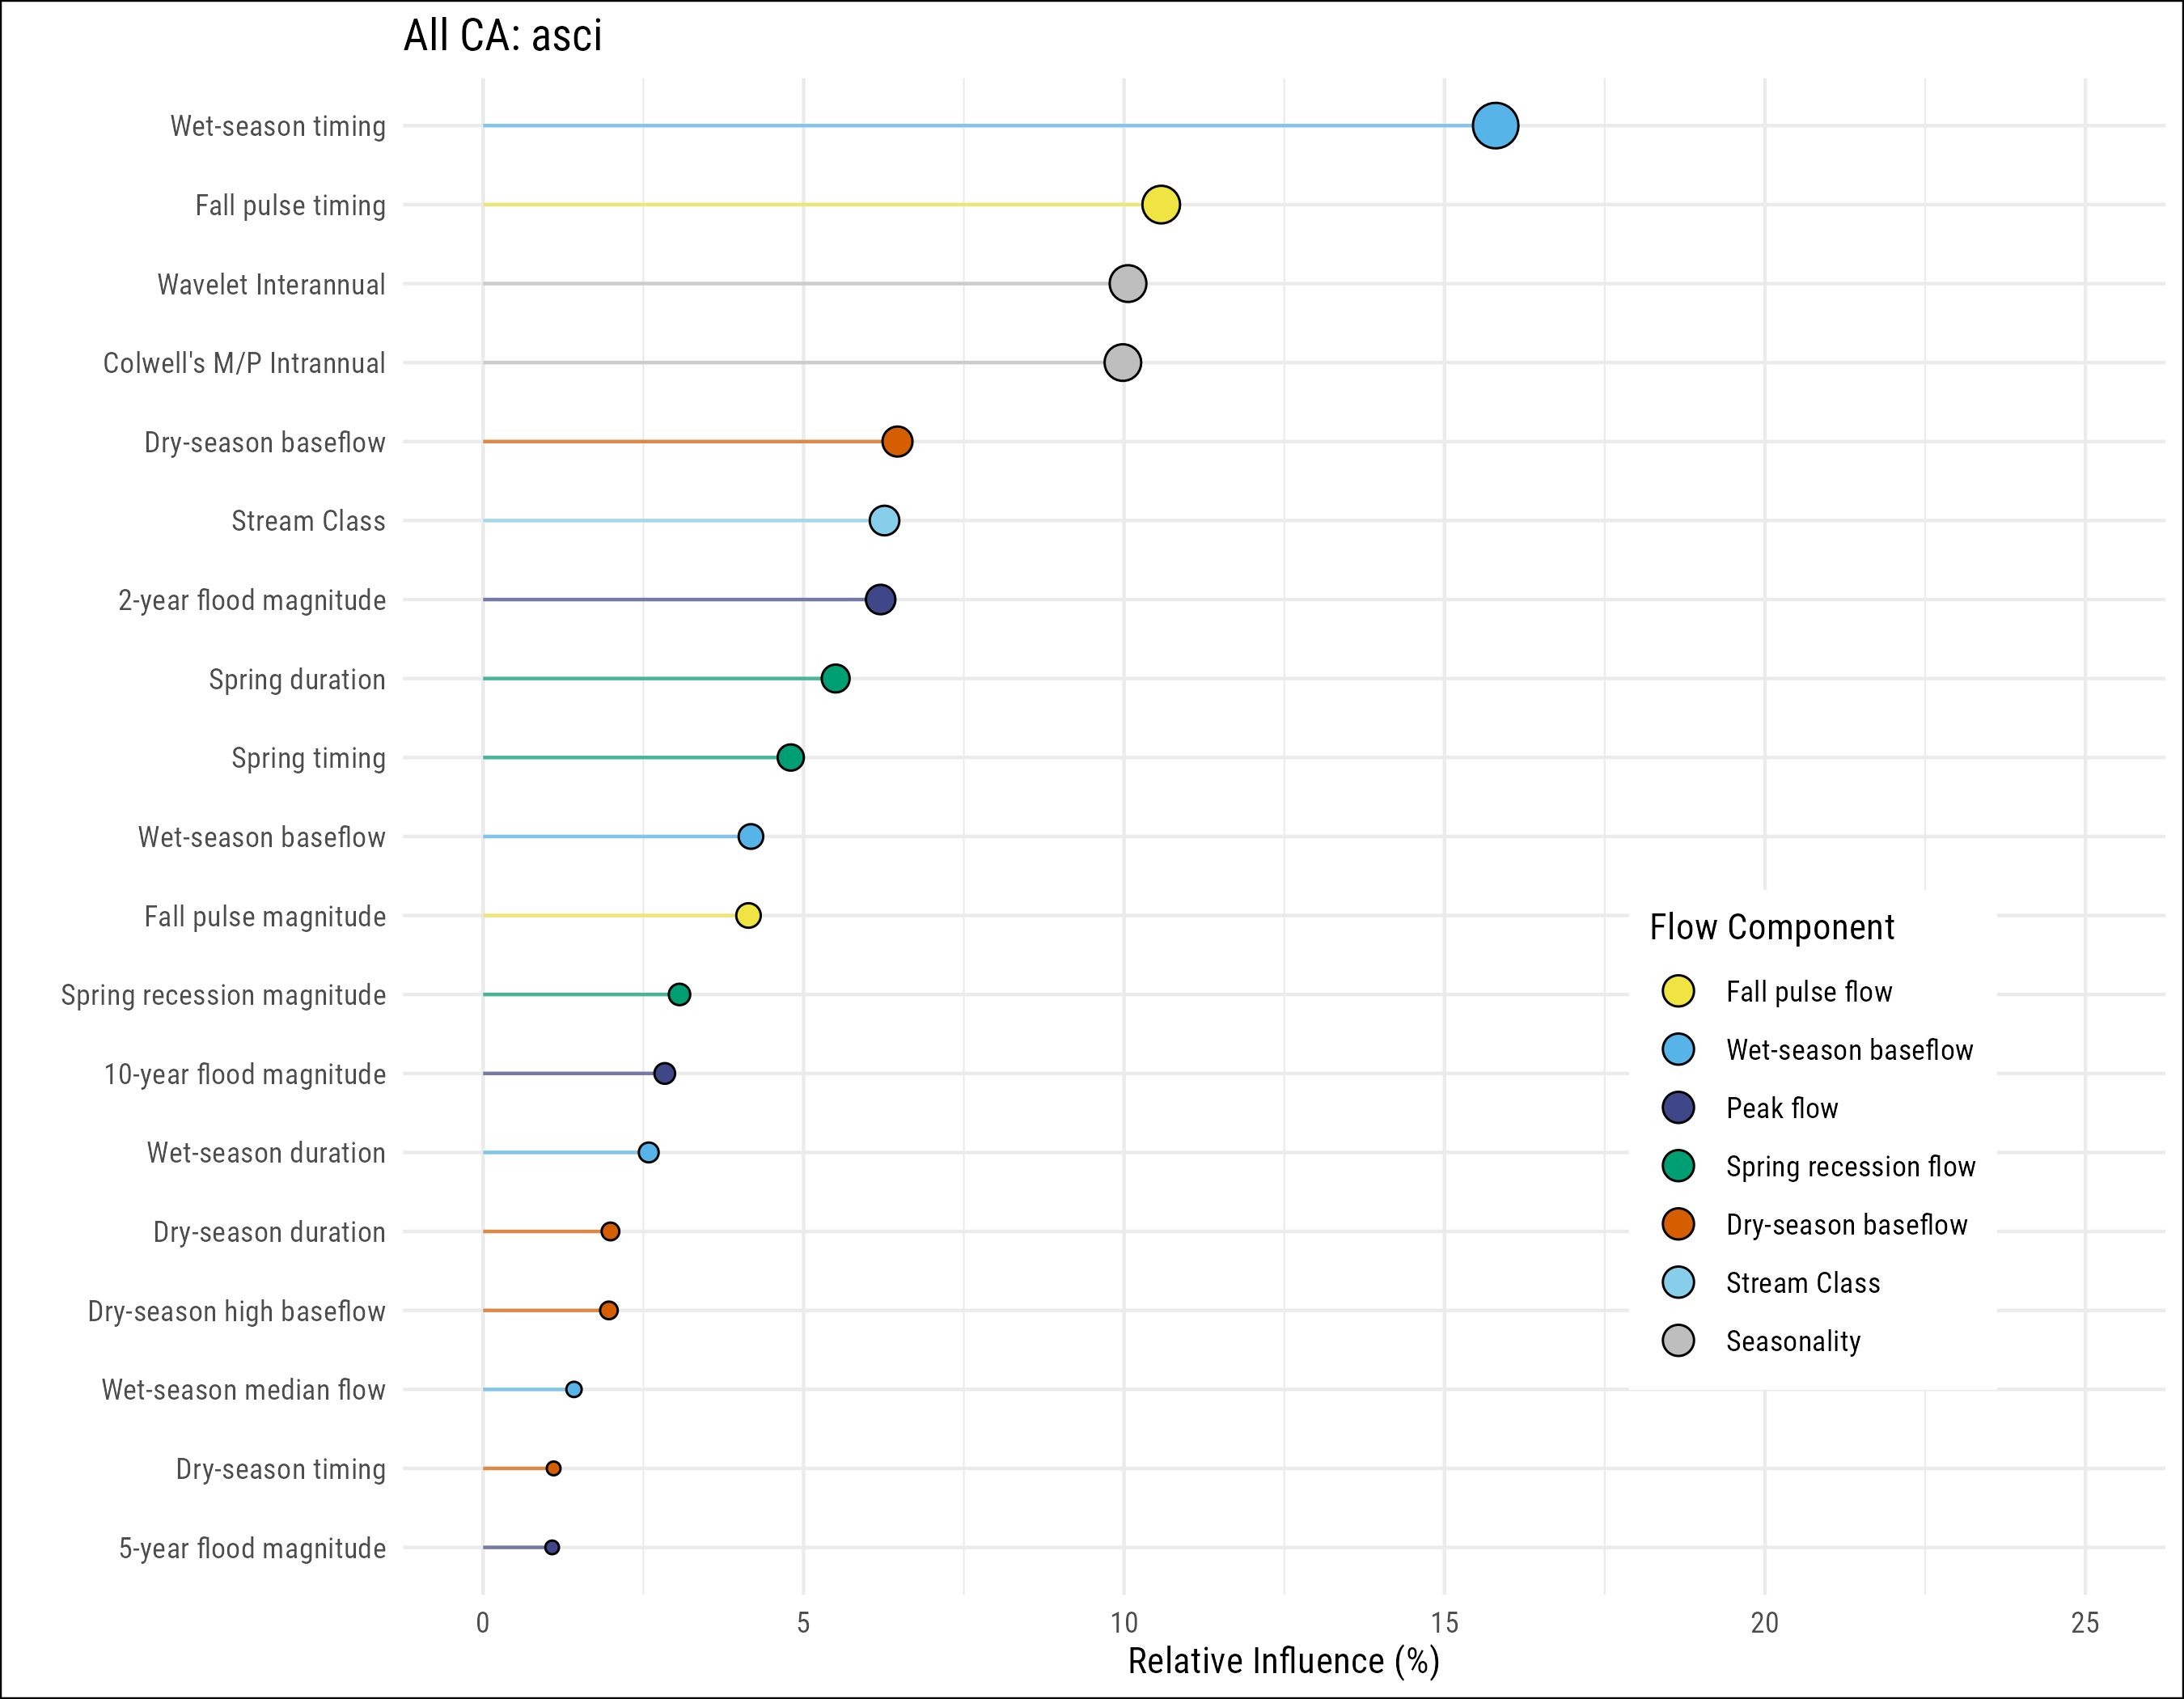 All CA: asci
Wet-season timing
Fall pulse timing
Wavelet Interannual
Colwell's M/P Intrannual
Dry-season baseflow
Stream Class
2-year flood magnitude
Spring duration
Spring timing
Wet-season baseflow
Fall pulse magnitude
Spring recession magnitude
10-year flood magnitude
Wet-season duration
Dry-season duration
Dry-season high baseflow
Wet-season median flow
Dry-season timing
5-year flood magnitude
Flow Component
Fall pulse flow
Wet-season baseflow
Peak flow
Spring recession flow
Dry-season baseflow
Stream Class
Seasonality
0 5 10 15 20 25
Relative Influence (%)